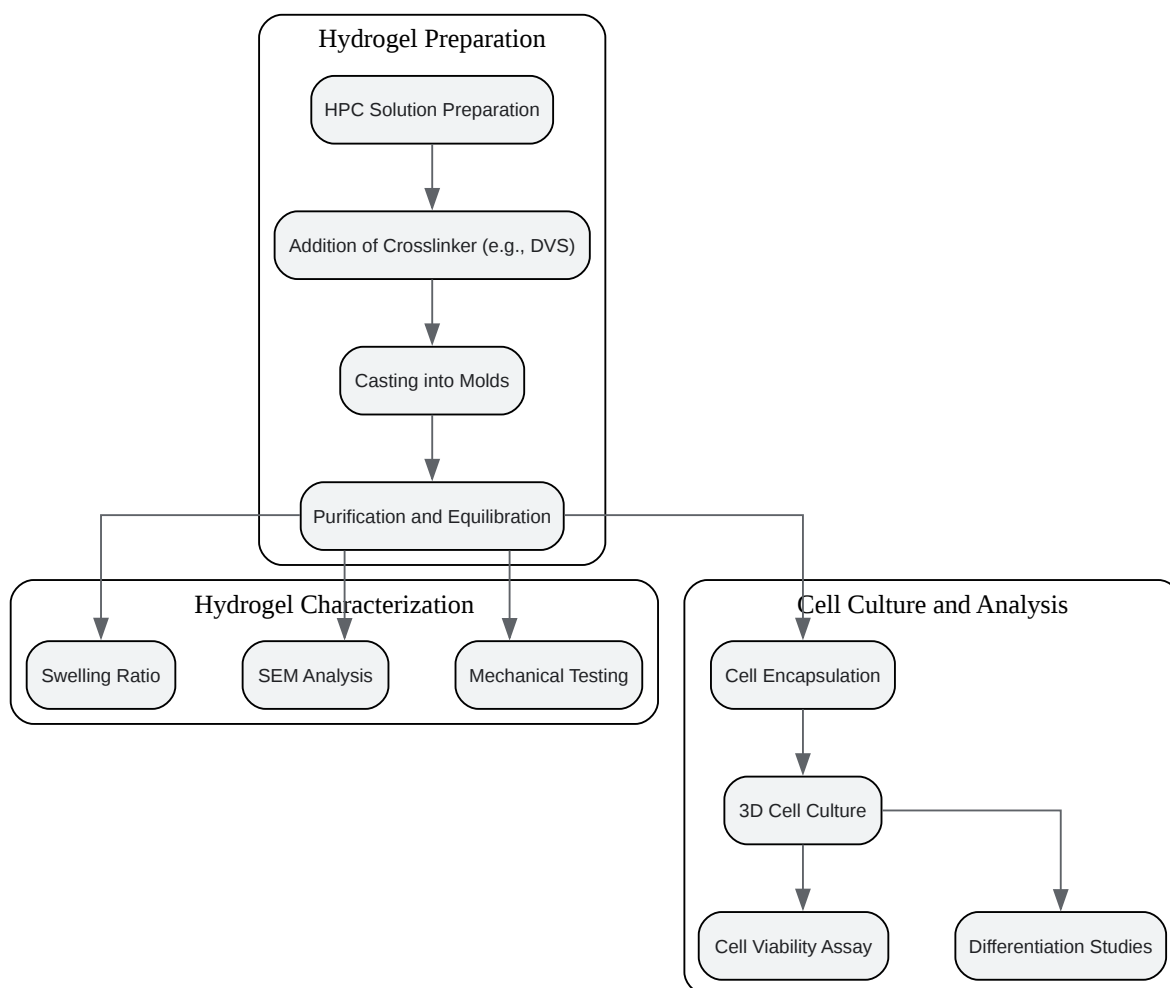 Hydrogel Preparation
HPC Solution Preparation
Addition of Crosslinker (e.g., DVS)
Casting into Molds
Purification and Equilibration
Hydrogel Characterization
Swelling Ratio
SEM Analysis
Mechanical Testing
Cell Culture and Analysis
Cell Encapsulation
3D Cell Culture
Cell Viability Assay
Differentiation Studies